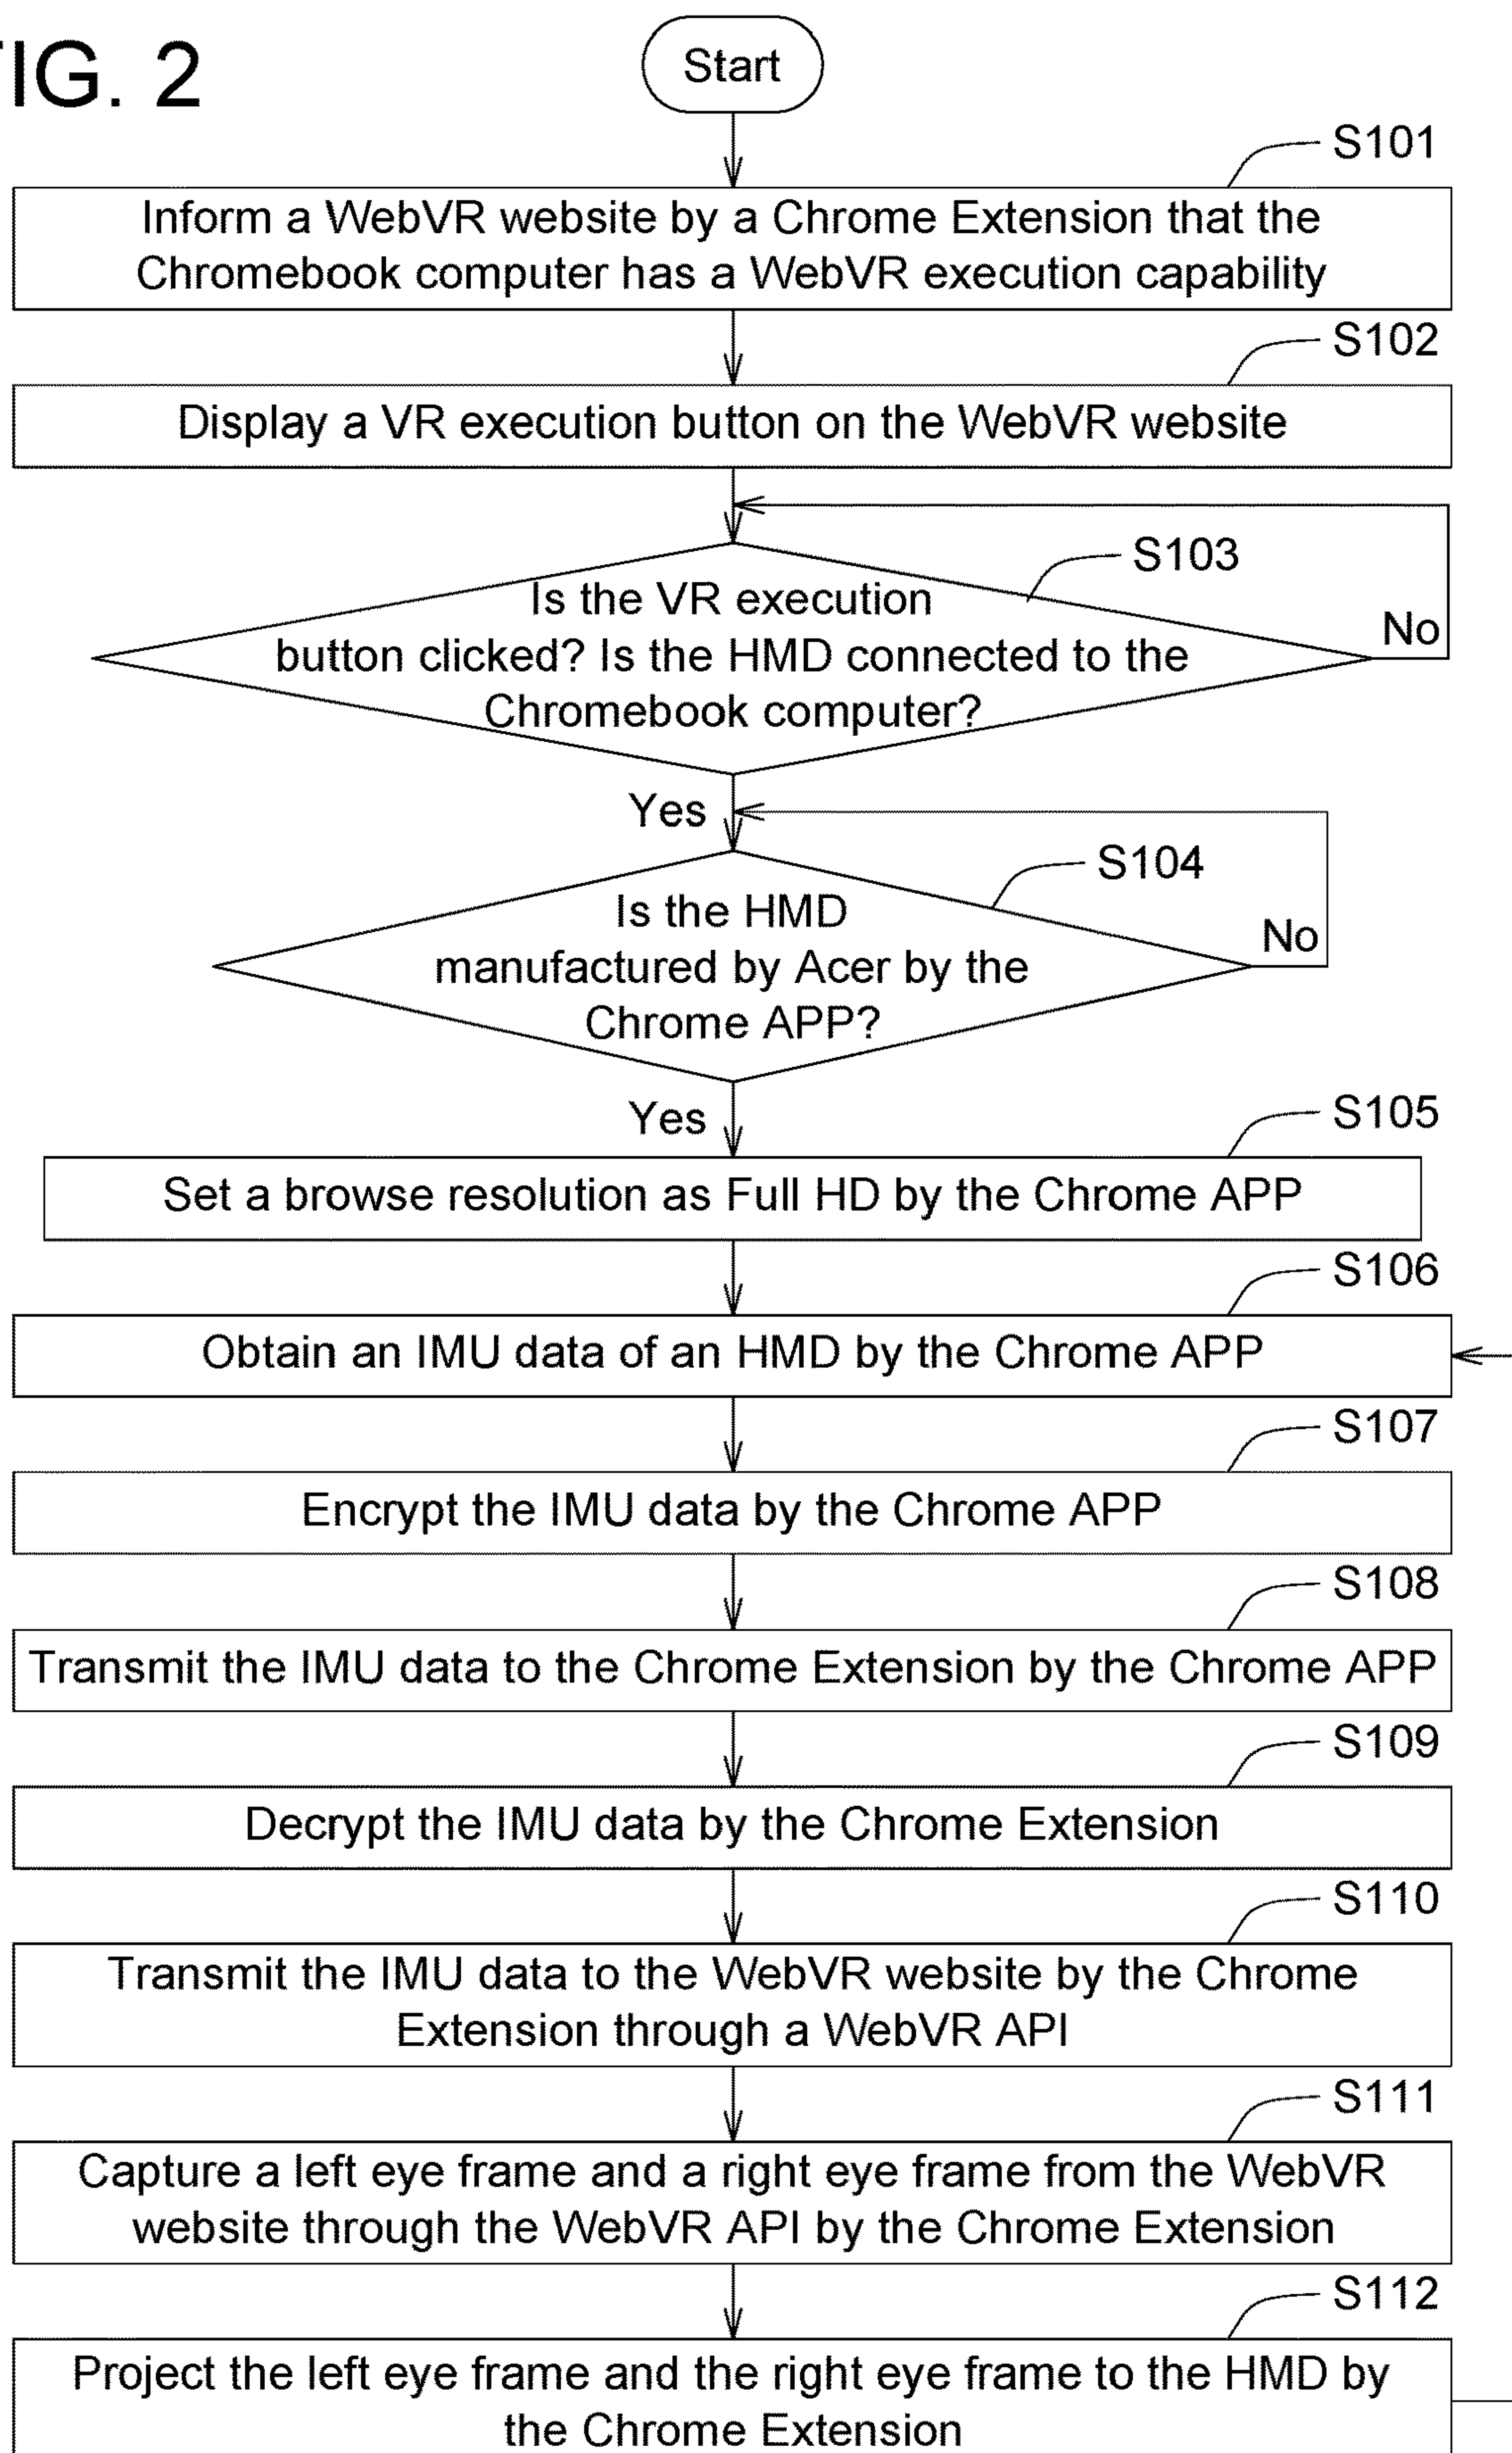 IG. 2
Start
S101
Inform a WebVR website by a Chrome Extension that the
Chromebook computer has a WebVR execution capability
S102
Display a VR execution button on the WebVR website
S103
Is the VR execution
button clicked? Is the HMD connected to the
Chromebook computer?
No
Yes
S104
Is the HMD
manufactured by Acer by the
Chrome APP?
No
Yes
S105
Set a browse resolution as Full HD by the Chrome APP
S106
Obtain an IMU data of an HMD by the Chrome APP
S107
Encrypt the IMU data by the Chrome APP
S108
Transmit the IMU data to the Chrome Extension by the Chrome APP
S109
Decrypt the IMU data by the Chrome Extension
S110
Transmit the IMU data to the WebVR website by the Chrome
Extension through a WebVR API
S111
Capture a left eye frame and a right eye frame from the WebVR
website through the WebVR API by the Chrome Extension
S112
Project the left eye frame and the right eye frame to the HMD by
the Chrome Extension